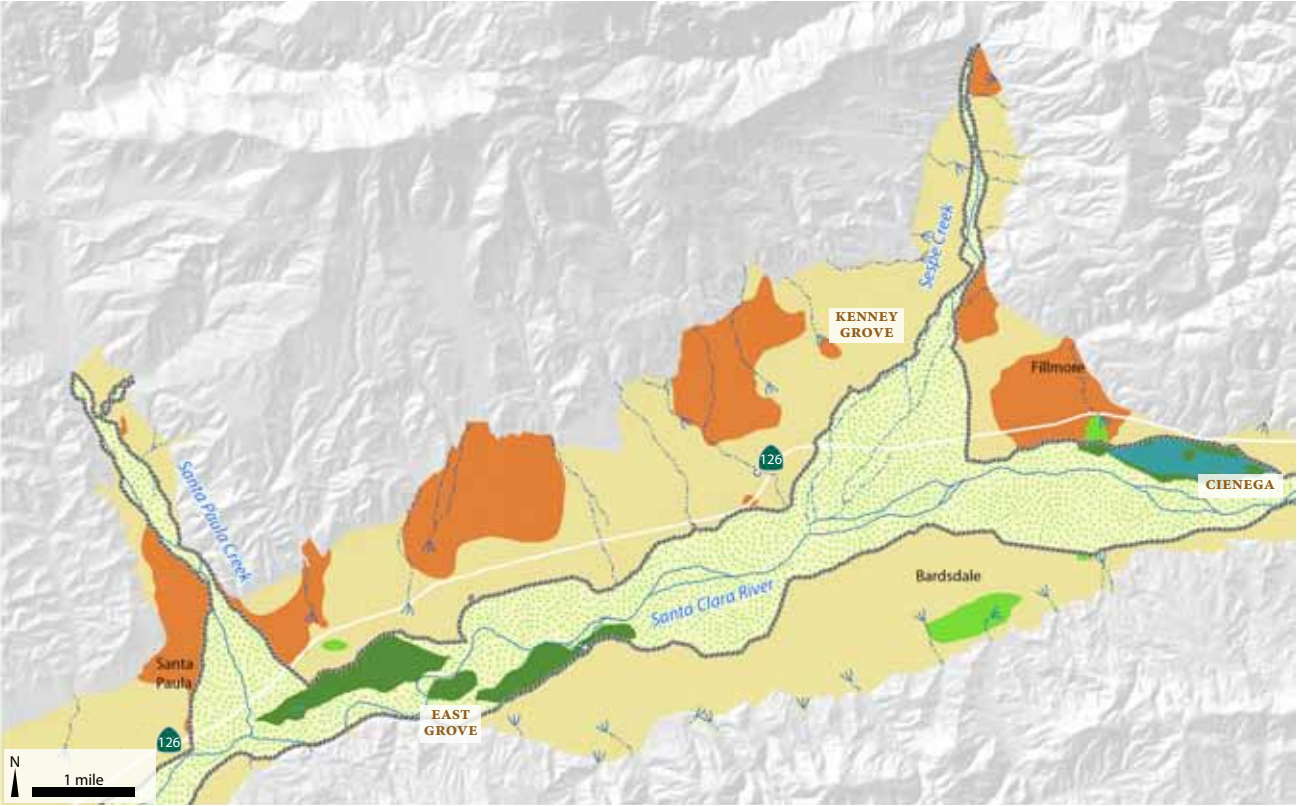 Sespe Creek
KENNEY
GROVE
Fillmore
126
CIENEGA
Santa Paula Creek
Bardsdale
Santa Clara River
Santa
Paula
EAST
GROVE
126
N
1 mile